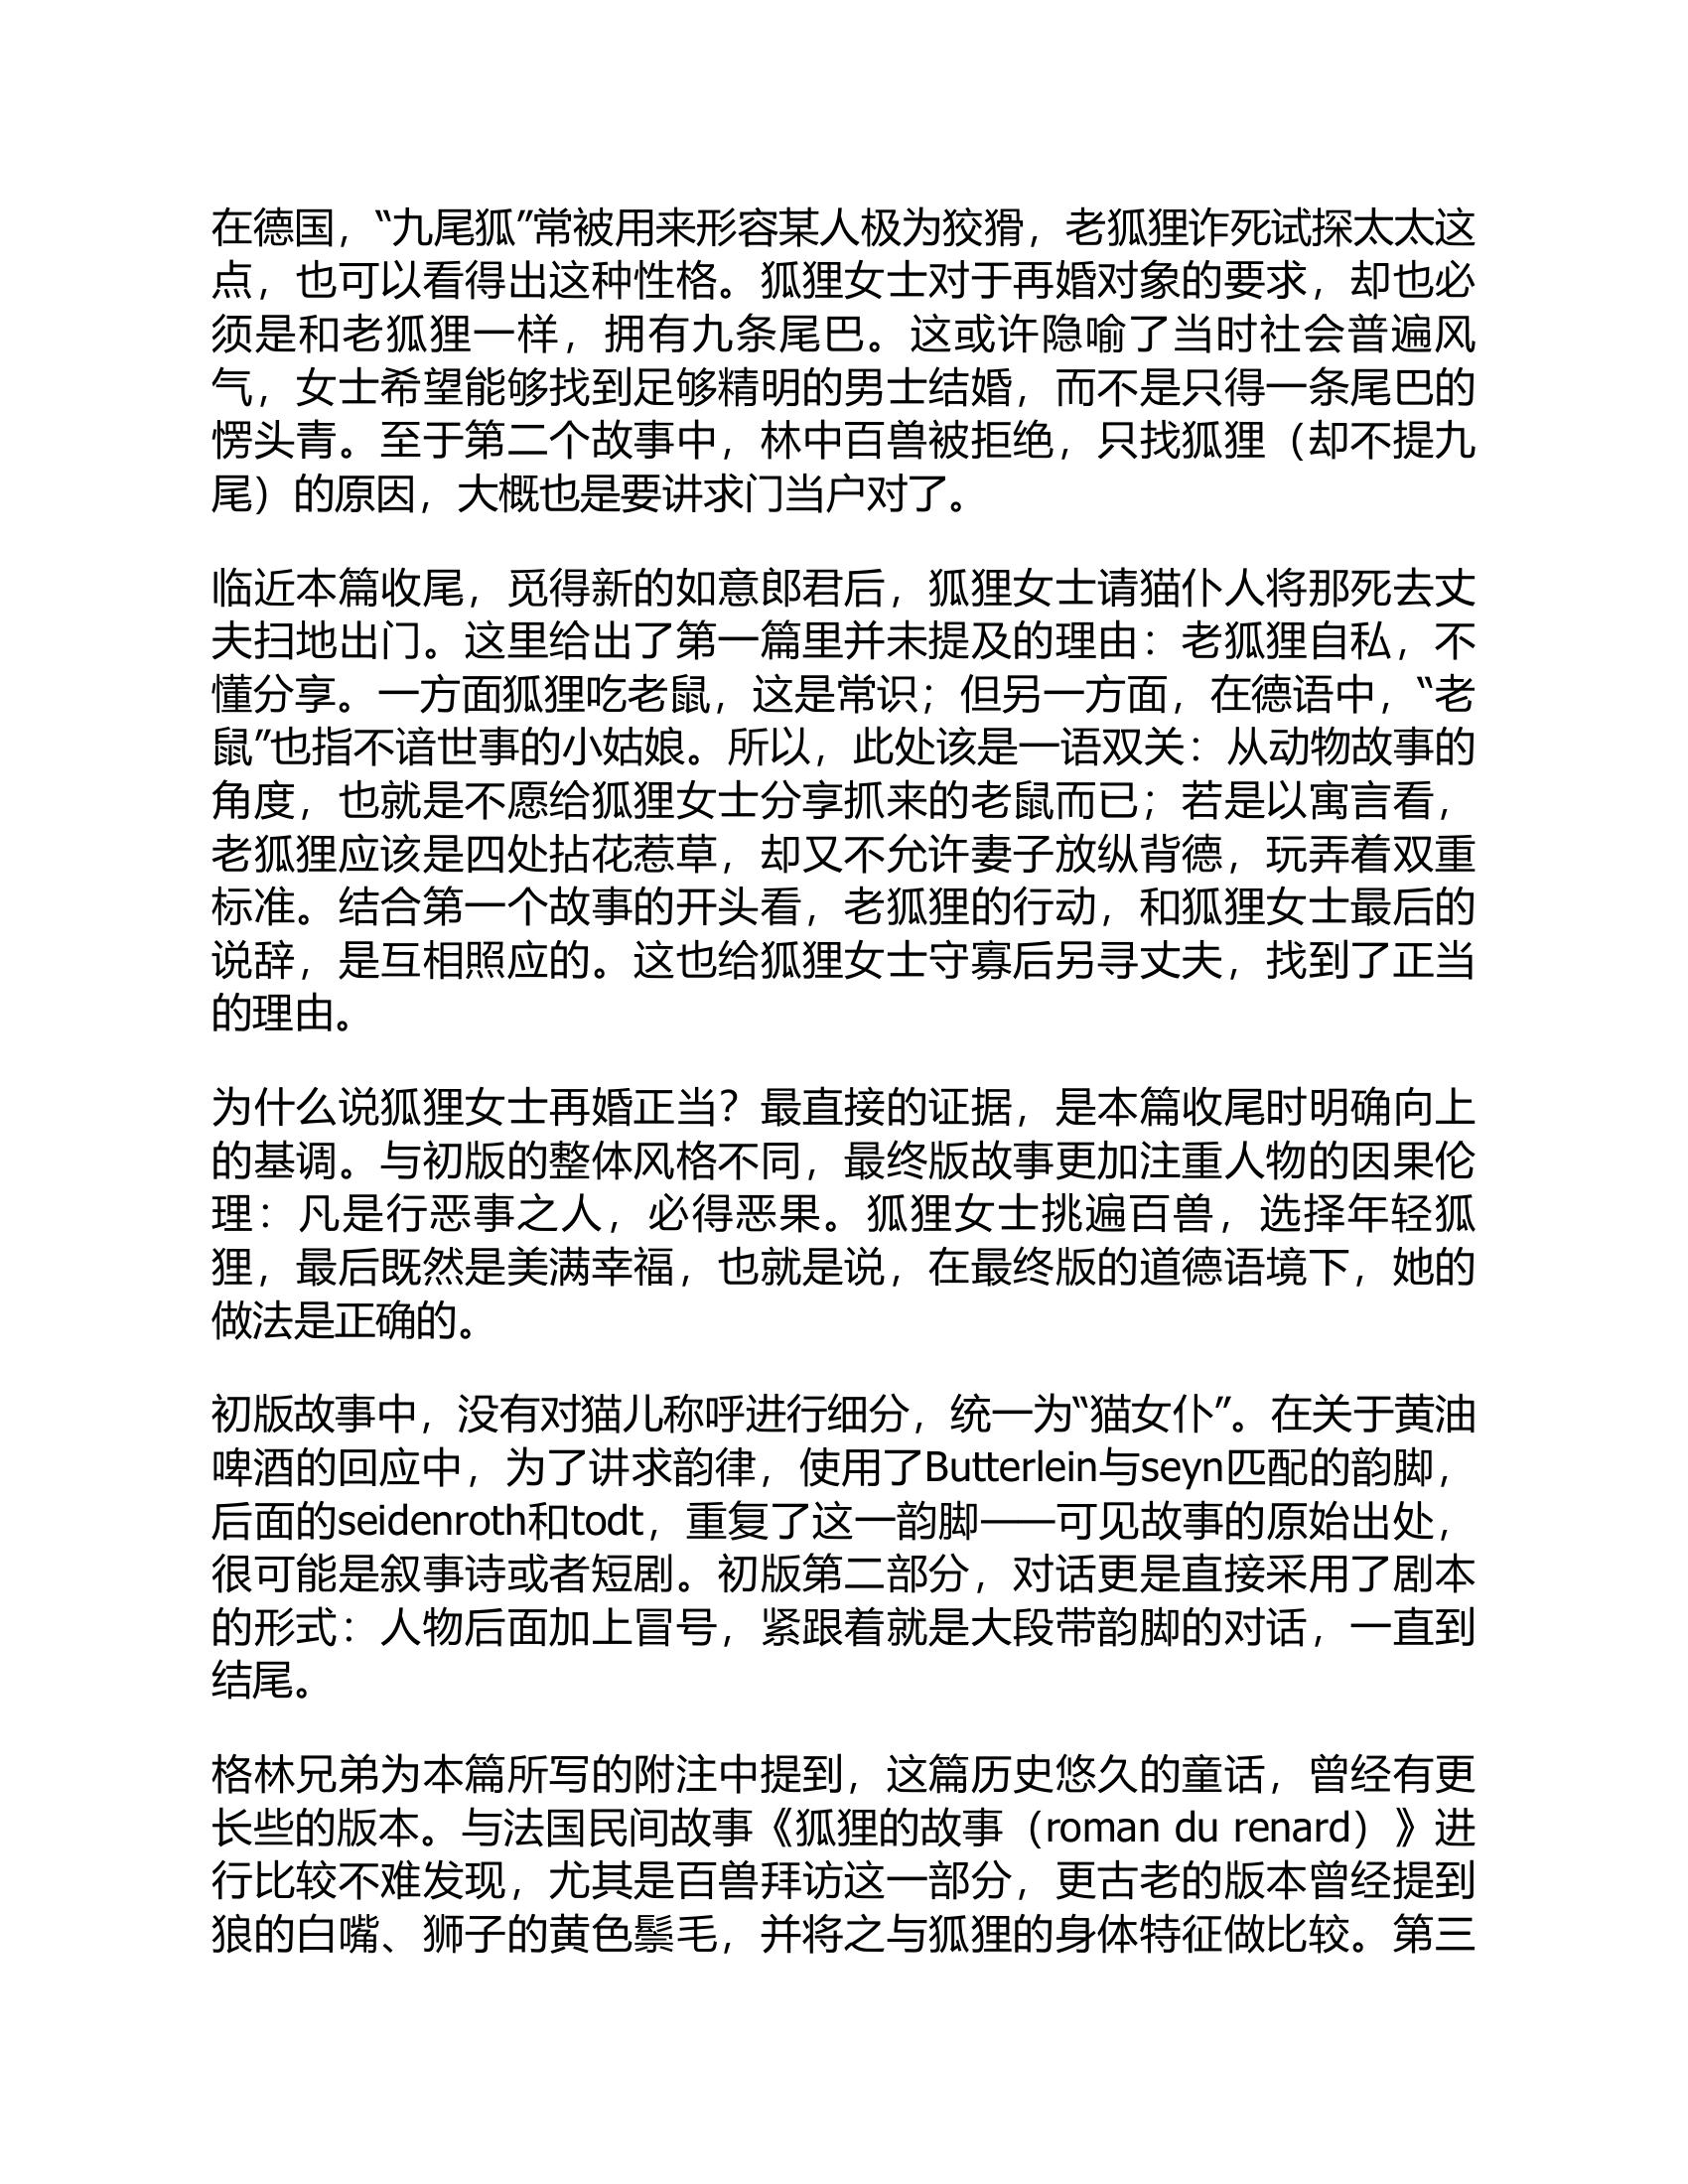 在德国，“九尾狐”常被用来形容某人极为狡猾，老狐狸诈死试探太太这
点，也可以看得出这种性格。狐狸女士对于再婚对象的要求，却也必
须是和老狐狸一样，拥有九条尾巴。这或许隐喻了当时社会普遍风
气，女士希望能够找到足够精明的男士结婚，而不是只得一条尾巴的
愣头青。至于第二个故事中，林中百兽被拒绝，只找狐狸（却不提九
尾）的原因，大概也是要讲求门当户对了。
临近本篇收尾，觅得新的如意郎君后，狐狸女士请猫仆人将那死去丈
夫扫地出门。这里给出了第一篇里并未提及的理由：老狐狸自私，不
懂分享。一方面狐狸吃老鼠，这是常识；但另一方面，在德语中，“老
鼠”也指不谙世事的小姑娘。所以，此处该是一语双关：从动物故事的
角度，也就是不愿给狐狸女士分享抓来的老鼠而已；若是以寓言看，
老狐狸应该是四处拈花惹草，却又不允许妻子放纵背德，玩弄着双重
标准。结合第一个故事的开头看，老狐狸的行动，和狐狸女士最后的
说辞，是互相照应的。这也给狐狸女士守寡后另寻丈夫，找到了正当
的理由。
为什么说狐狸女士再婚正当？最直接的证据，是本篇收尾时明确向上
的基调。与初版的整体风格不同，最终版故事更加注重人物的因果伦
理：凡是行恶事之人，必得恶果。狐狸女士挑遍百兽，选择年轻狐
狸，最后既然是美满幸福，也就是说，在最终版的道德语境下，她的
做法是正确的。
初版故事中，没有对猫儿称呼进行细分，统一为“猫女仆”。在关于黄油
啤酒的回应中，为了讲求韵律，使用了Butterlein与seyn匹配的韵脚，
后面的seidenroth和todt，重复了这一韵脚——可见故事的原始出处，
很可能是叙事诗或者短剧。初版第二部分，对话更是直接采用了剧本
的形式：人物后面加上冒号，紧跟着就是大段带韵脚的对话，一直到
结尾。
格林兄弟为本篇所写的附注中提到，这篇历史悠久的童话，曾经有更
长些的版本。与法国民间故事《狐狸的故事（roman du renard）》进
行比较不难发现，尤其是百兽拜访这一部分，更古老的版本曾经提到
狼的白嘴、狮子的黄色鬃毛，并将之与狐狸的身体特征做比较。第三